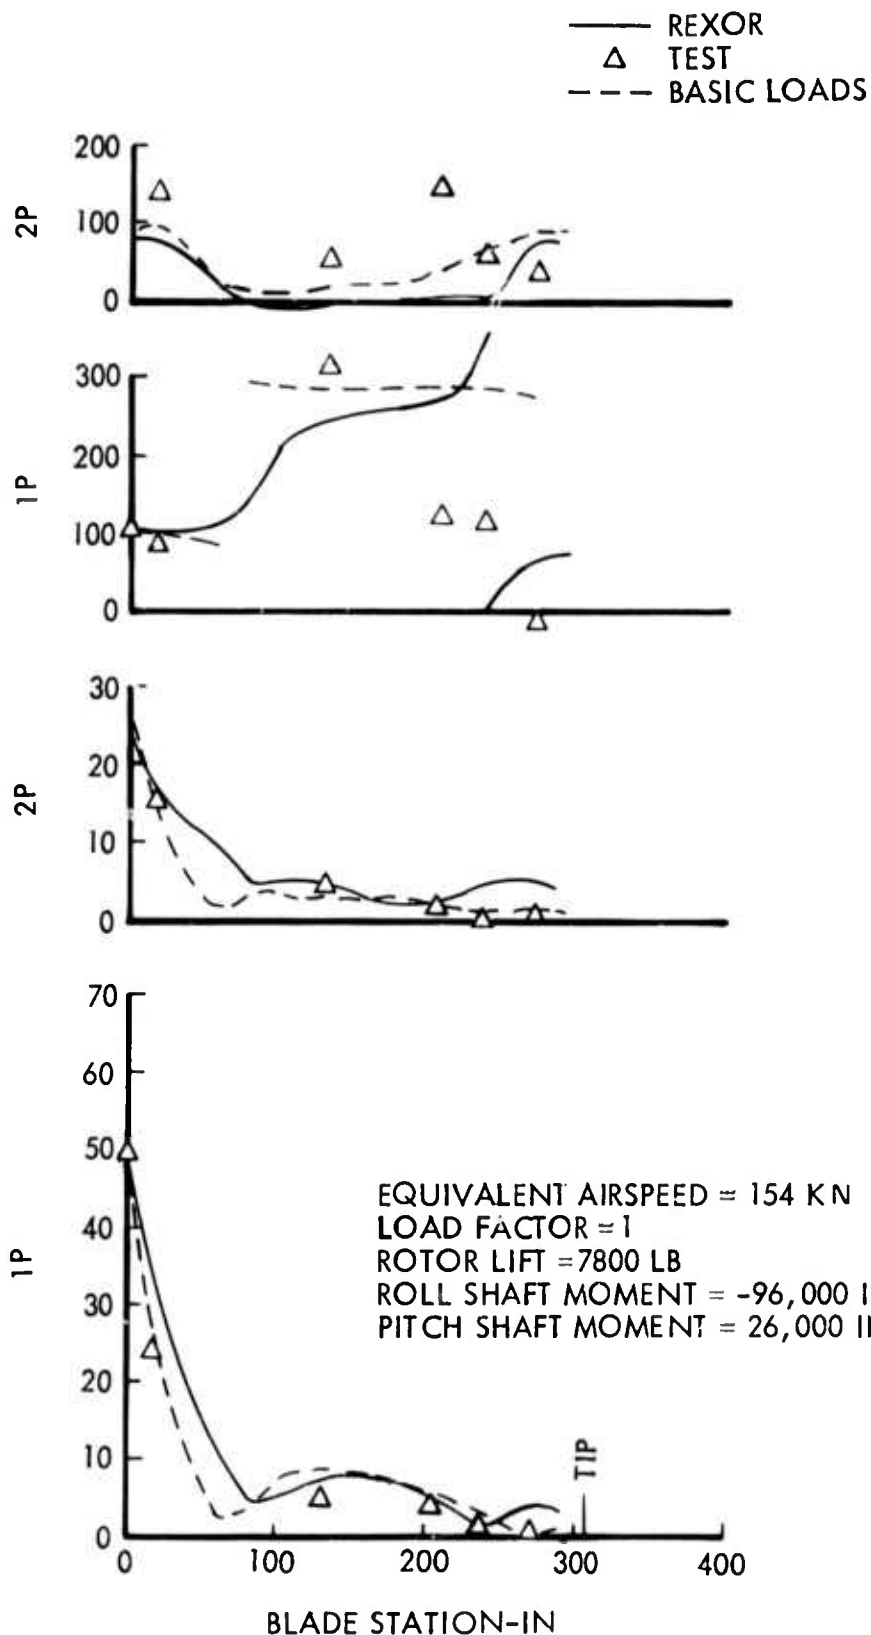 REXOR
TEST
BASIC LOADS
2P
200
100
0
1P
300
200
100
0
2P
30
20
10
0
1P
70
60
50
40
30
20
10
0
EQUIVALENT AIRSPEED = 154 KN
LOAD FACTOR = 1
ROTOR LIFT = 7800 LB
ROLL SHAFT MOMENT = -96,000 I
PITCH SHAFT MOMENT = 26,000 II
TIP
0 100 200 300 400
BLADE STATION-IN